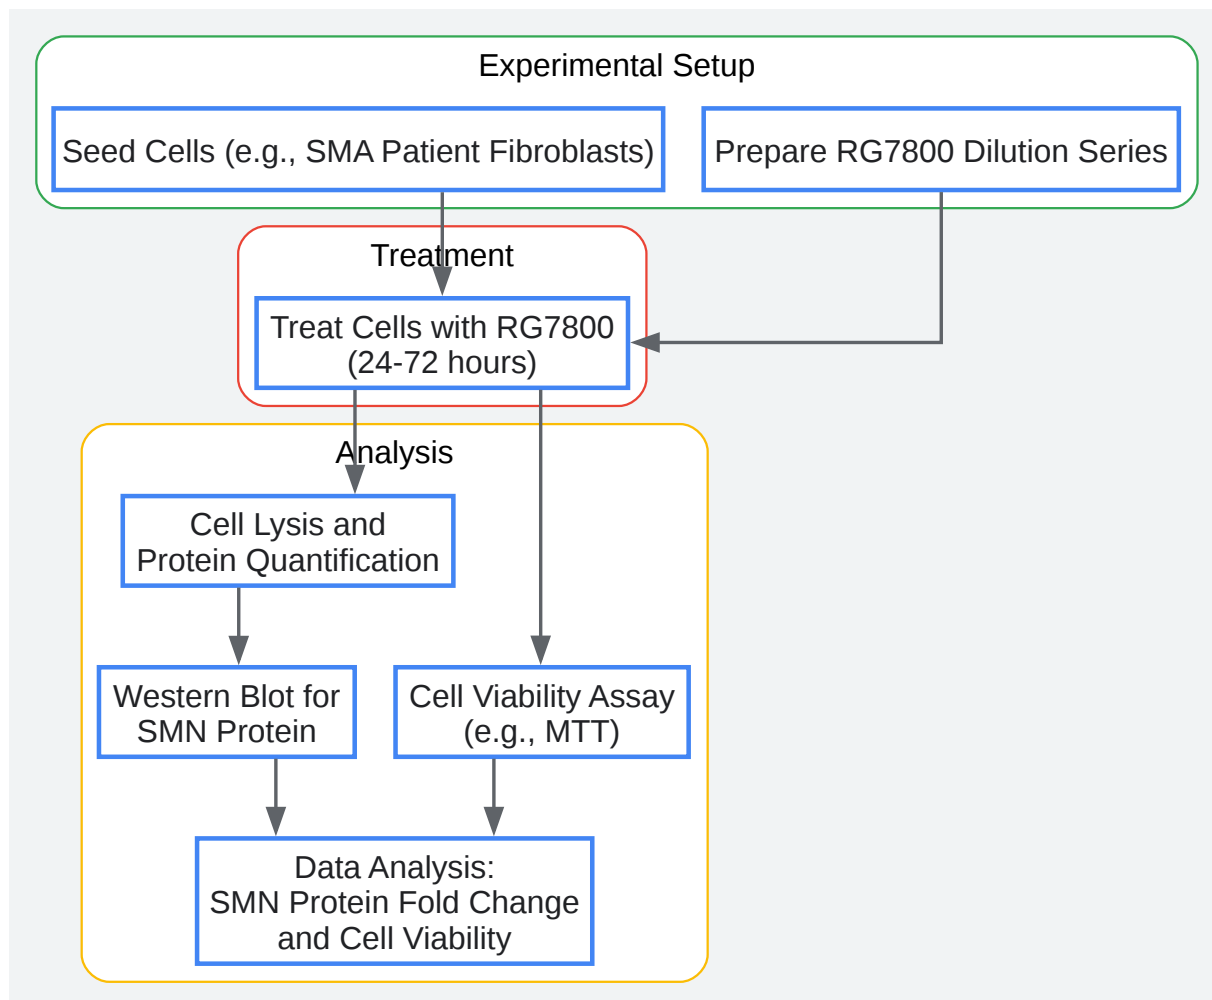 Experimental Setup
Seed Cells (e.g., SMA Patient Fibroblasts)
Prepare RG7800 Dilution Series
Treatment
Treat Cells with RG7800
(24-72 hours)
Analysis
Cell Lysis and
Protein Quantification
Western Blot for
SMN Protein
Cell Viability Assay
(e.g., MTT)
Data Analysis:
SMN Protein Fold Change
and Cell Viability